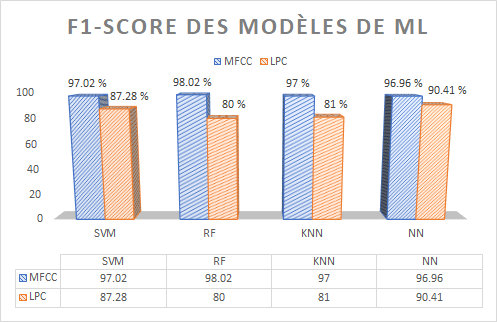 F1-SCORE DES MODÈLES DE ML
MFCC LPC
97.02 % 87.28 % 98.02 % 80 % 97 % 81 % 96.96 % 90.41 %
100
80
60
40
20
0
SVM RF KNN NN
SVM RF KNN NN
MFCC 97.02 98.02 97 96.96
LPC 87.28 80 81 90.41